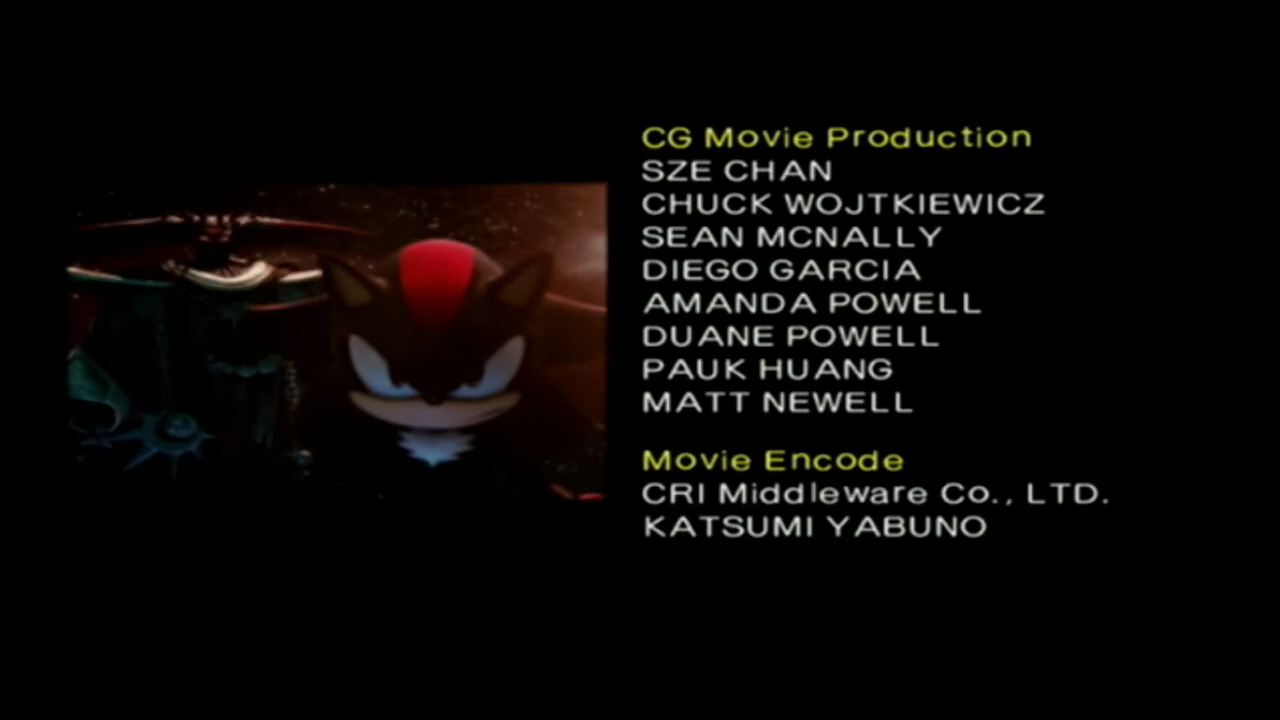 CG Movie Production
SZE CHAN
CHUCK WOJTKIEWICZ
SEAN MCNALLY
DIEGO GARCIA
AMANDA POWELL
DUANE POWELL
PAUK HUANG
MATT NEWELL
Movie Encode
CRI Middleware Co., LTD.
KATSUMI YABUNO